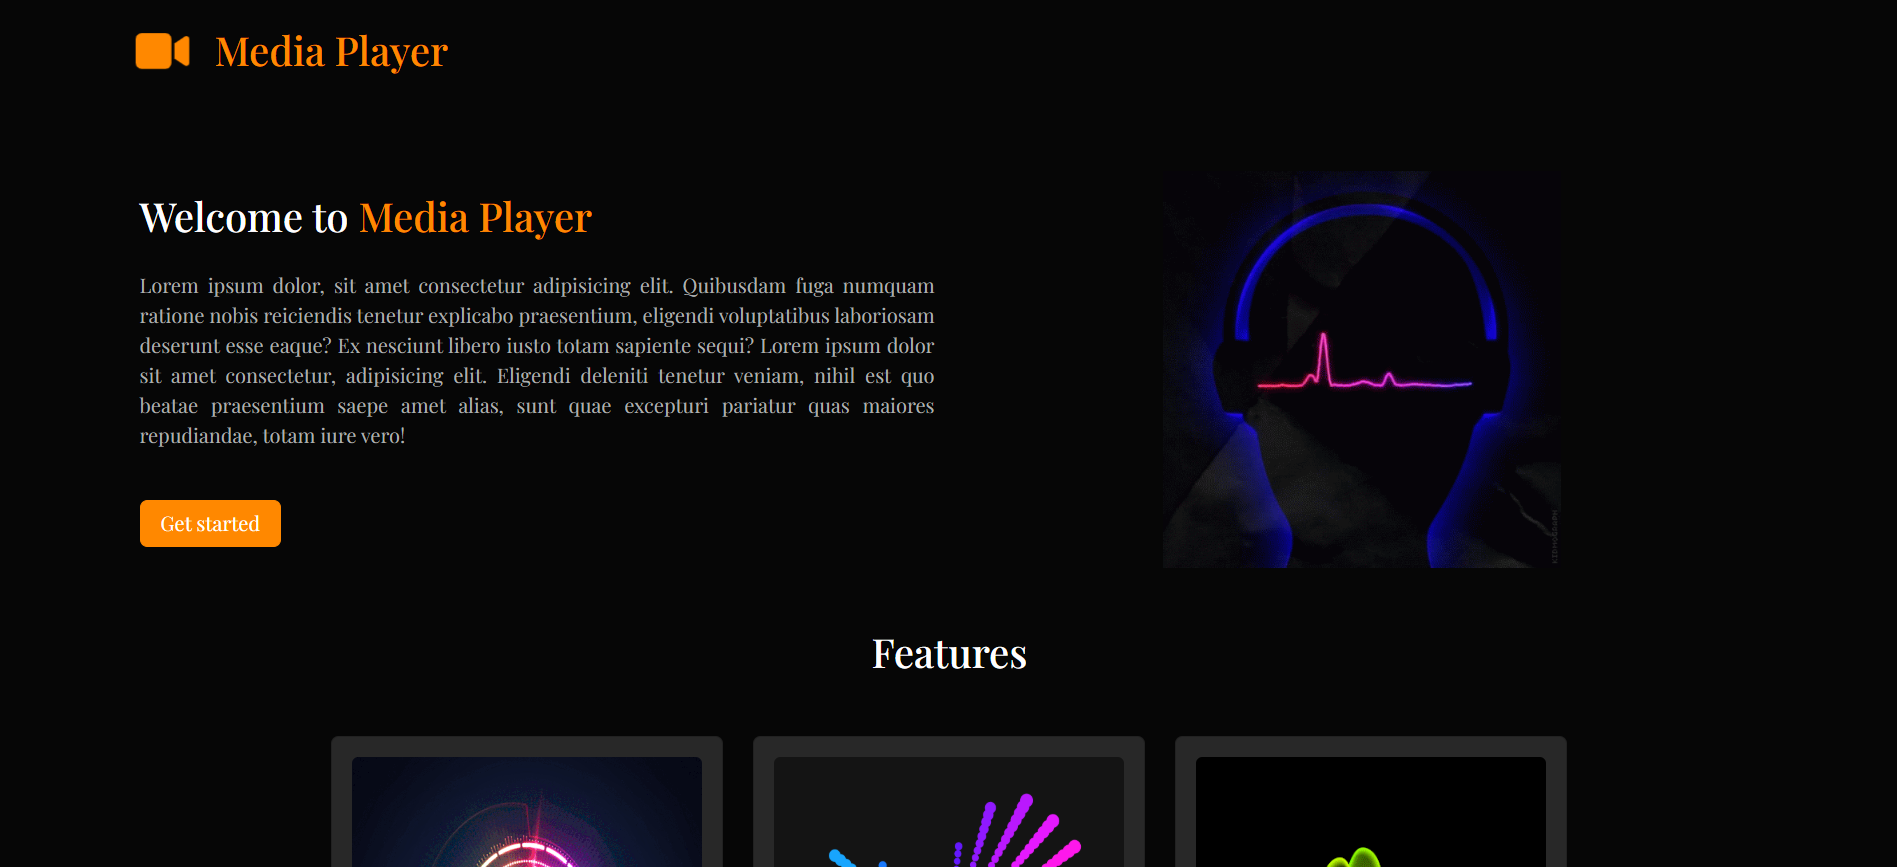 Media Player
Welcome to Media Player
Lorem ipsum dolor, sit amet consectetur adipisicing elit. Quibusdam fuga numquam
ratione nobis reiciendis tenetur explicabo praesentium, eligendi voluptatibus laboriosam
deserunt esse eaque? Ex nesciunt libero iusto totam sapiente sequi? Lorem ipsum dolor
sit amet consectetur, adipisicing elit. Eligendi deleniti tenetur veniam, nihil est quo
beatae praesentium saepe amet alias, sunt quae excepturi pariatur quas maiores
repudiandae, totam iure vero!
Get started
Features